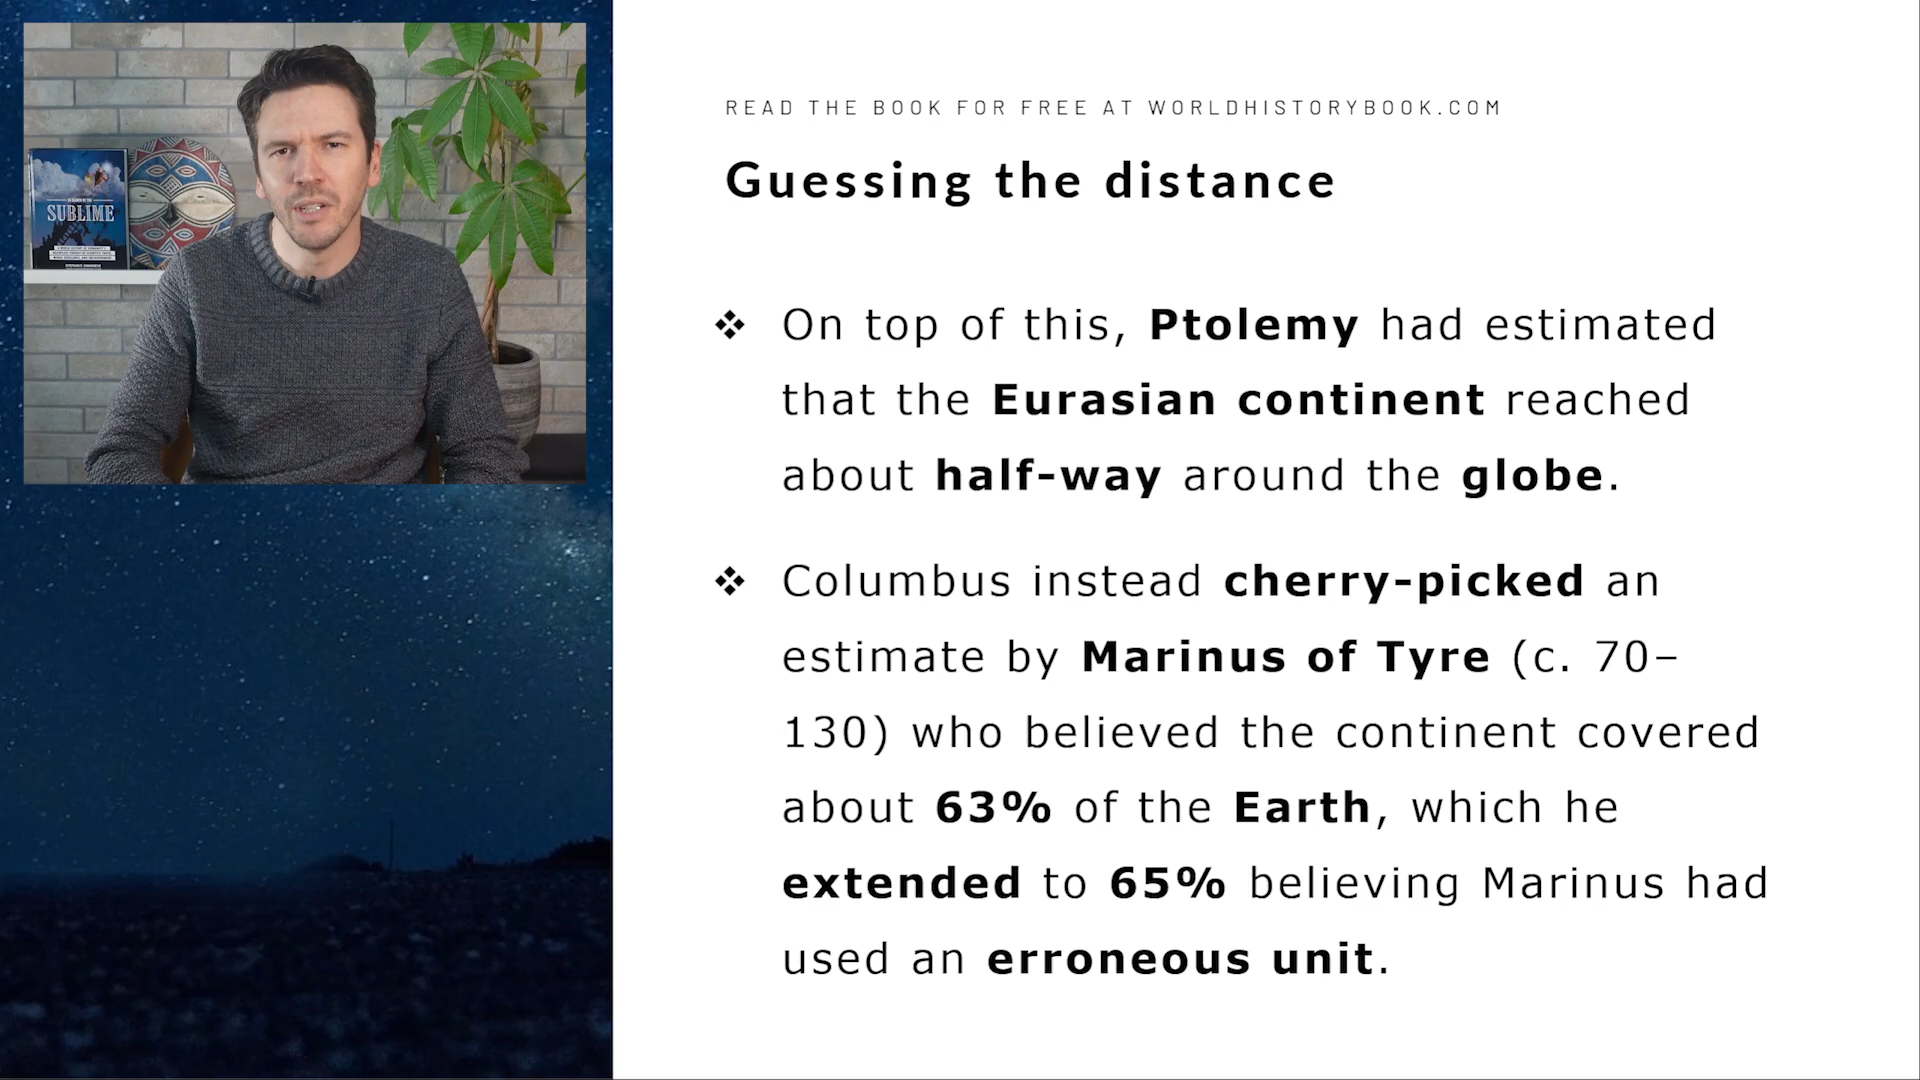 READ THE BOOK FOR FREE AT WORLDHISTORYBOOK.COM
Guessing the distance
❖ On top of this, Ptolemy had estimated
that the Eurasian continent reached
about half-way around the globe.
❖ Columbus instead cherry-picked an
estimate by Marinus of Tyre (c. 70–
130) who believed the continent covered
about 63% of the Earth, which he
extended to 65% believing Marinus had
used an erroneous unit.
SUBLIME